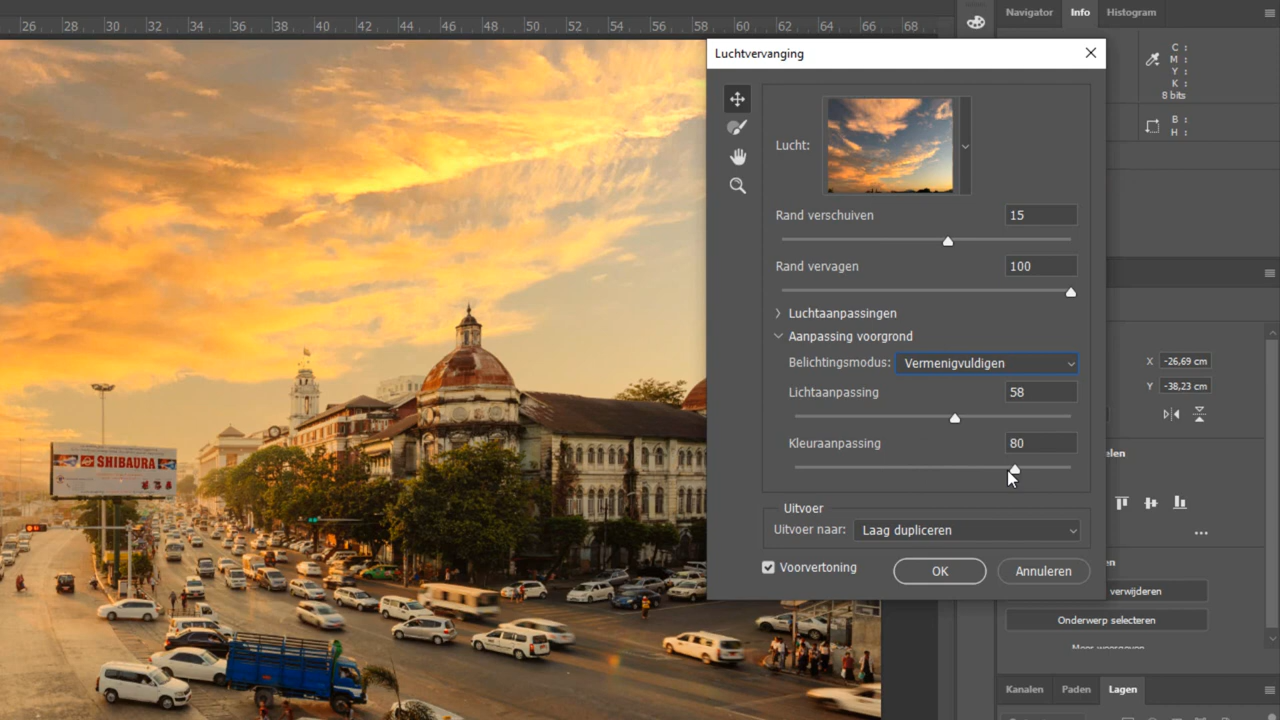 26 28 30 32 34 36 38 40 42 44 46 48 50 52 54 56 58 60 62 64 66 68
Navigator Info Histogram
Luchtvervanging
C :
M :
Y :
K :
8 bits
B :
H :
Lucht:
Rand verschuiven 15
Rand vervagen 100
Luchtaanpassingen
Aanpassing voorgrond
Belichtingsmodus: Vermenigvuldigen
Lichtaanpassing 58
Kleuraanpassing 80
Uitvoer
Uitvoer naar: Laag dupliceren
Voorvertoning OK Annuleren
X -26,69 cm
Y -38,23 cm
elen
en
verwijderen
Onderwerp selecteren
Kanalen Paden Lagen
SHIBAURA